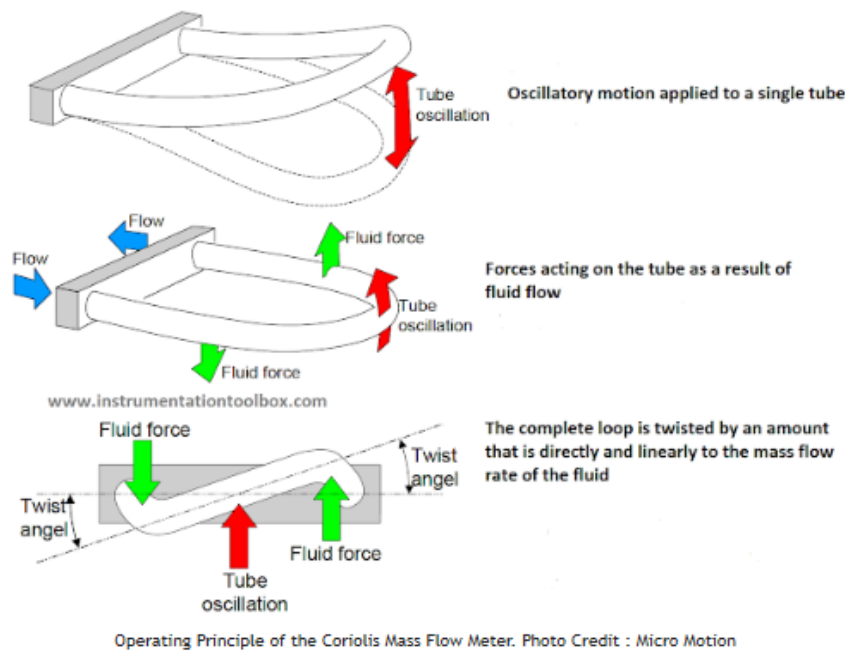 Tube
oscillation
Oscillatory motion applied to a single tube
Flow
Flow
Fluid force
Tube
oscillation
Fluid force
Forces acting on the tube as a result of
fluid flow
www.instrumentationtoolbox.com
Fluid force
Twist
angel
Twist
angel
Fluid force
Tube
oscillation
The complete loop is twisted by an amount
that is directly and linearly to the mass flow
rate of the fluid
Operating Principle of the Coriolis Mass Flow Meter. Photo Credit : Micro Motion